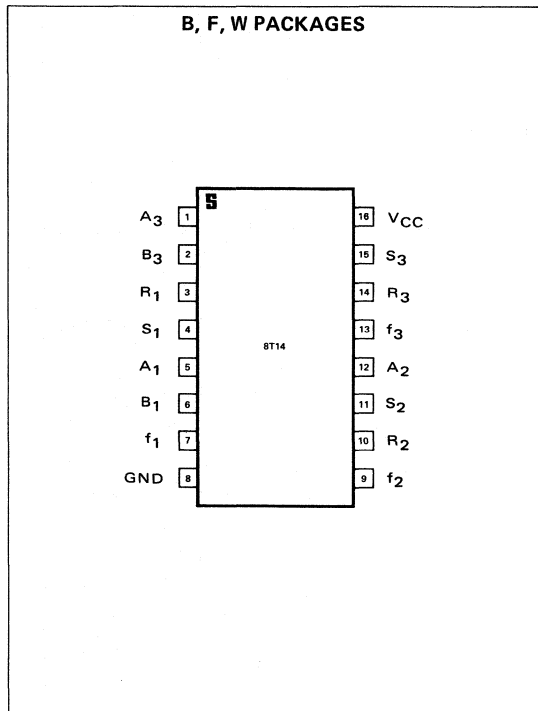 B, F, W PACKAGES
S
A3 1 16 VCC
B3 2 15 S3
R1 3 14 R3
S1 4 13 f3
8T14
A1 5 12 A2
B1 6 11 S2
f1 7 10 R2
GND 8 9 f2